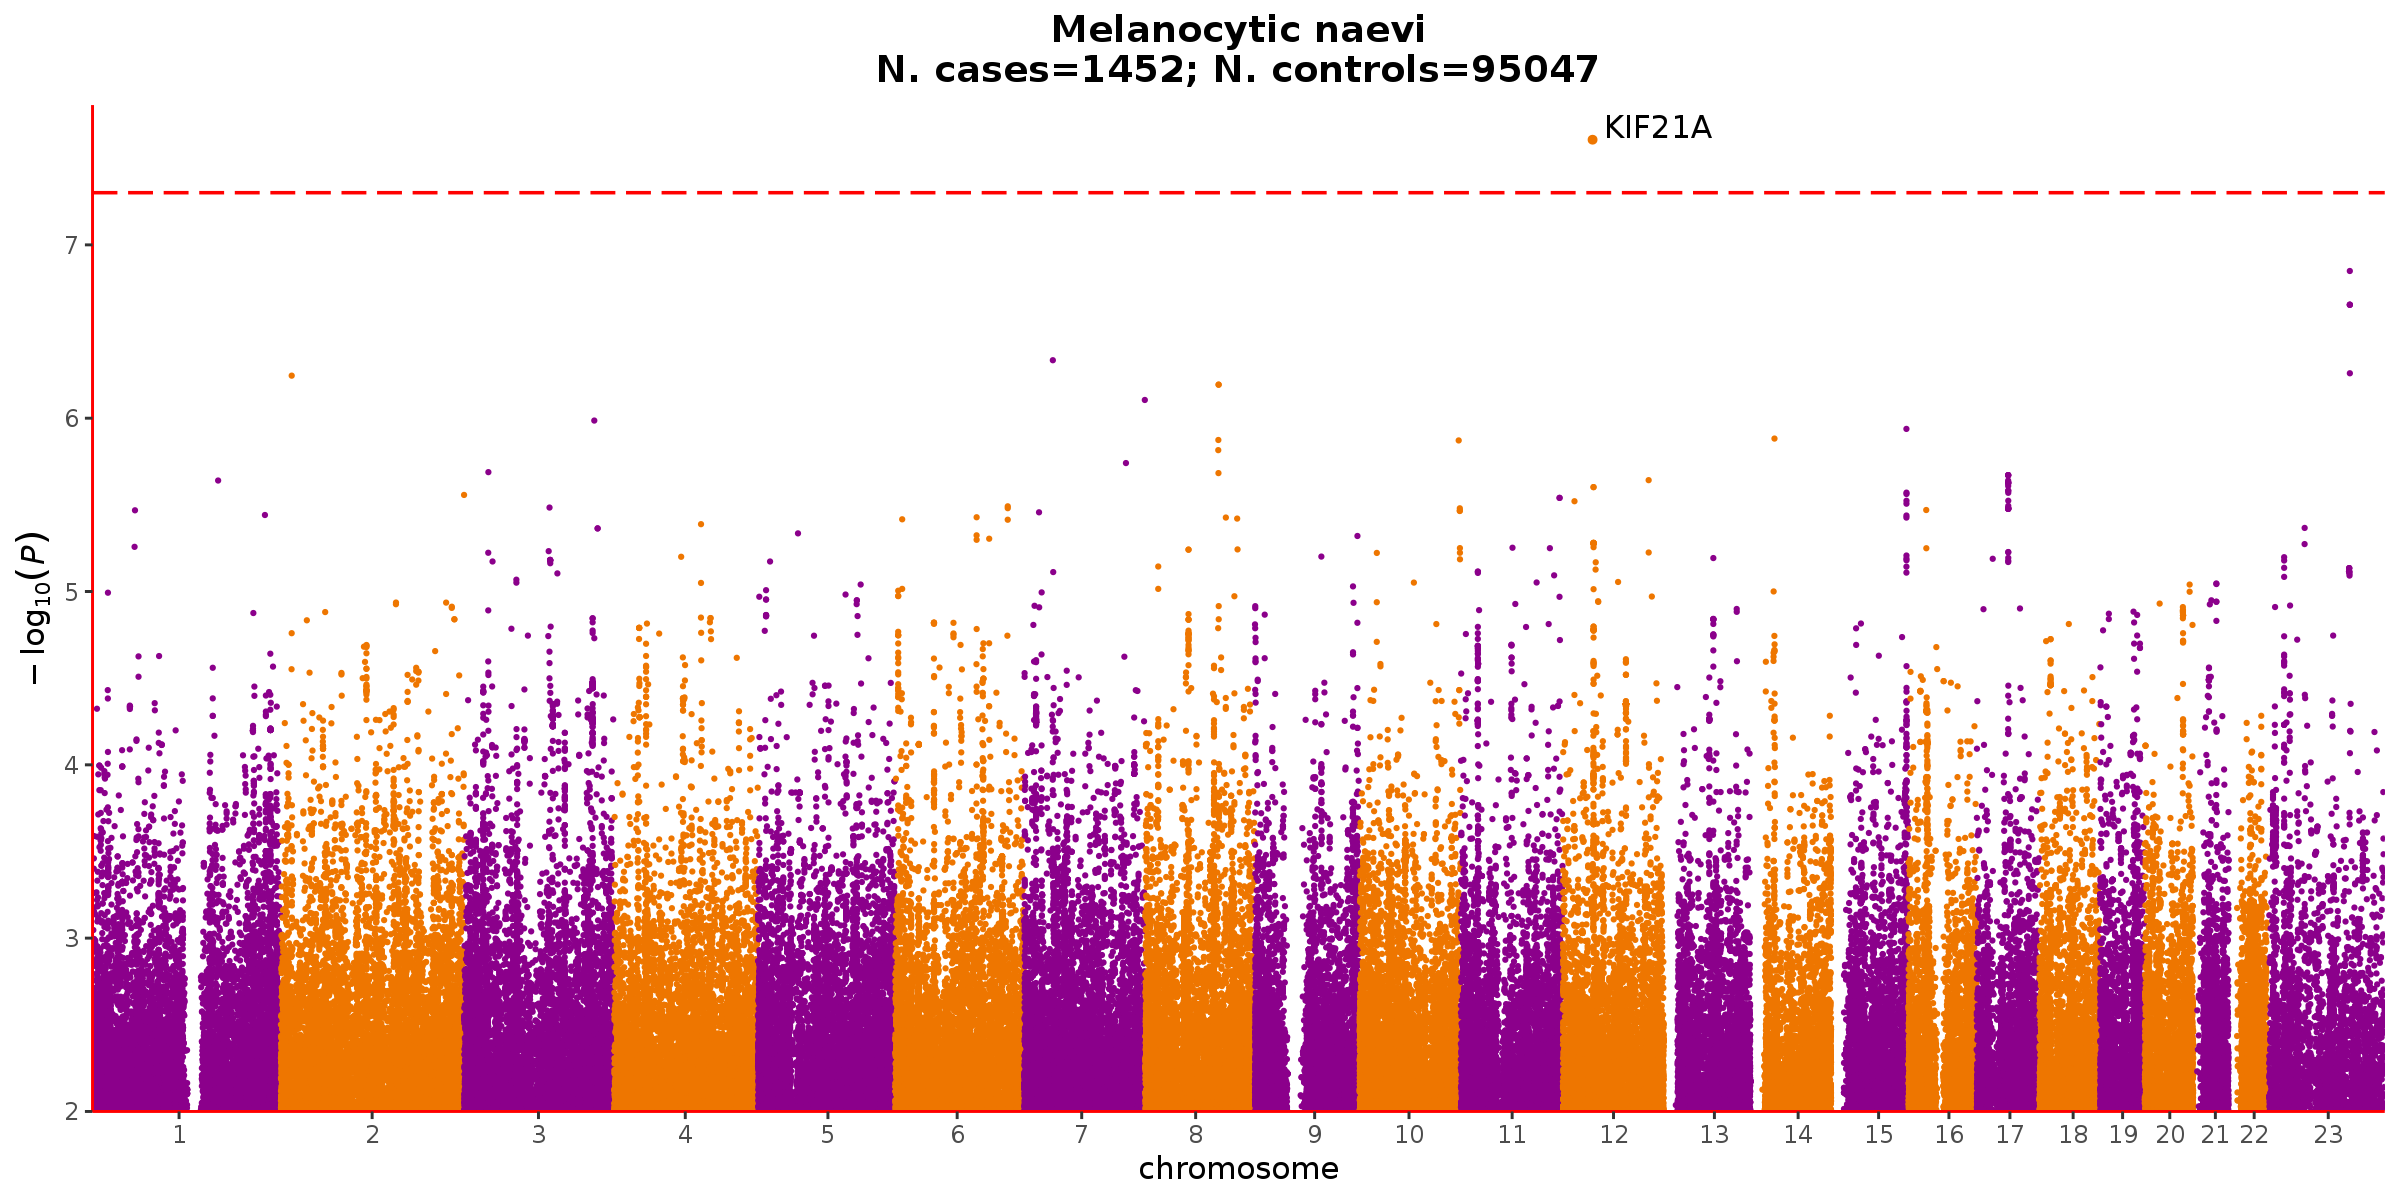 Melanocytic naevi
N. cases=1452; N. controls=95047
KIF21A
7
6
5
4
3
2
−log10(P)
1 2 3 4 5 6 7 8 9 10 11 12 13 14 15 16 17 18 19 20 21 22 23
chromosome